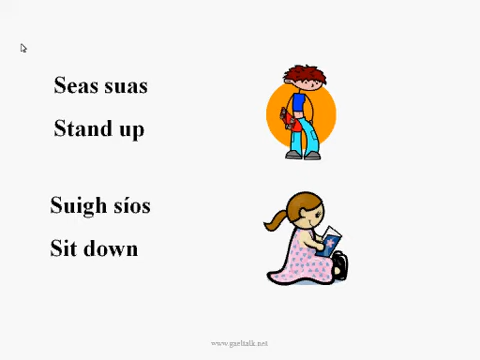 Seas suas
Stand up
Suigh síos
Sit down
www.gaeltalk.net